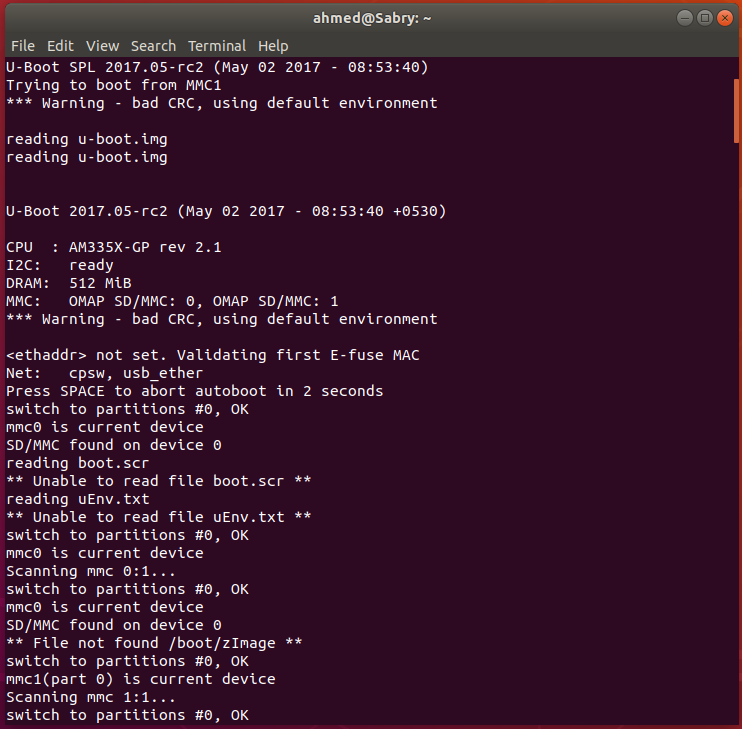 ahmed@Sabry: ~
File Edit View Search Terminal Help
U-Boot SPL 2017.05-rc2 (May 02 2017 - 08:53:40)
Trying to boot from MMC1
*** Warning - bad CRC, using default environment
reading u-boot.img
reading u-boot.img
U-Boot 2017.05-rc2 (May 02 2017 - 08:53:40 +0530)
CPU  : AM335X-GP rev 2.1
I2C:   ready
DRAM:  512 MiB
MMC:   OMAP SD/MMC: 0, OMAP SD/MMC: 1
*** Warning - bad CRC, using default environment
<ethaddr> not set. Validating first E-fuse MAC
Net:   cpsw, usb_ether
Press SPACE to abort autoboot in 2 seconds
switch to partitions #0, OK
mmc0 is current device
SD/MMC found on device 0
reading boot.scr
** Unable to read file boot.scr **
reading uEnv.txt
** Unable to read file uEnv.txt **
switch to partitions #0, OK
mmc0 is current device
Scanning mmc 0:1...
switch to partitions #0, OK
mmc0 is current device
SD/MMC found on device 0
** File not found /boot/zImage **
switch to partitions #0, OK
mmc1(part 0) is current device
Scanning mmc 1:1...
switch to partitions #0, OK